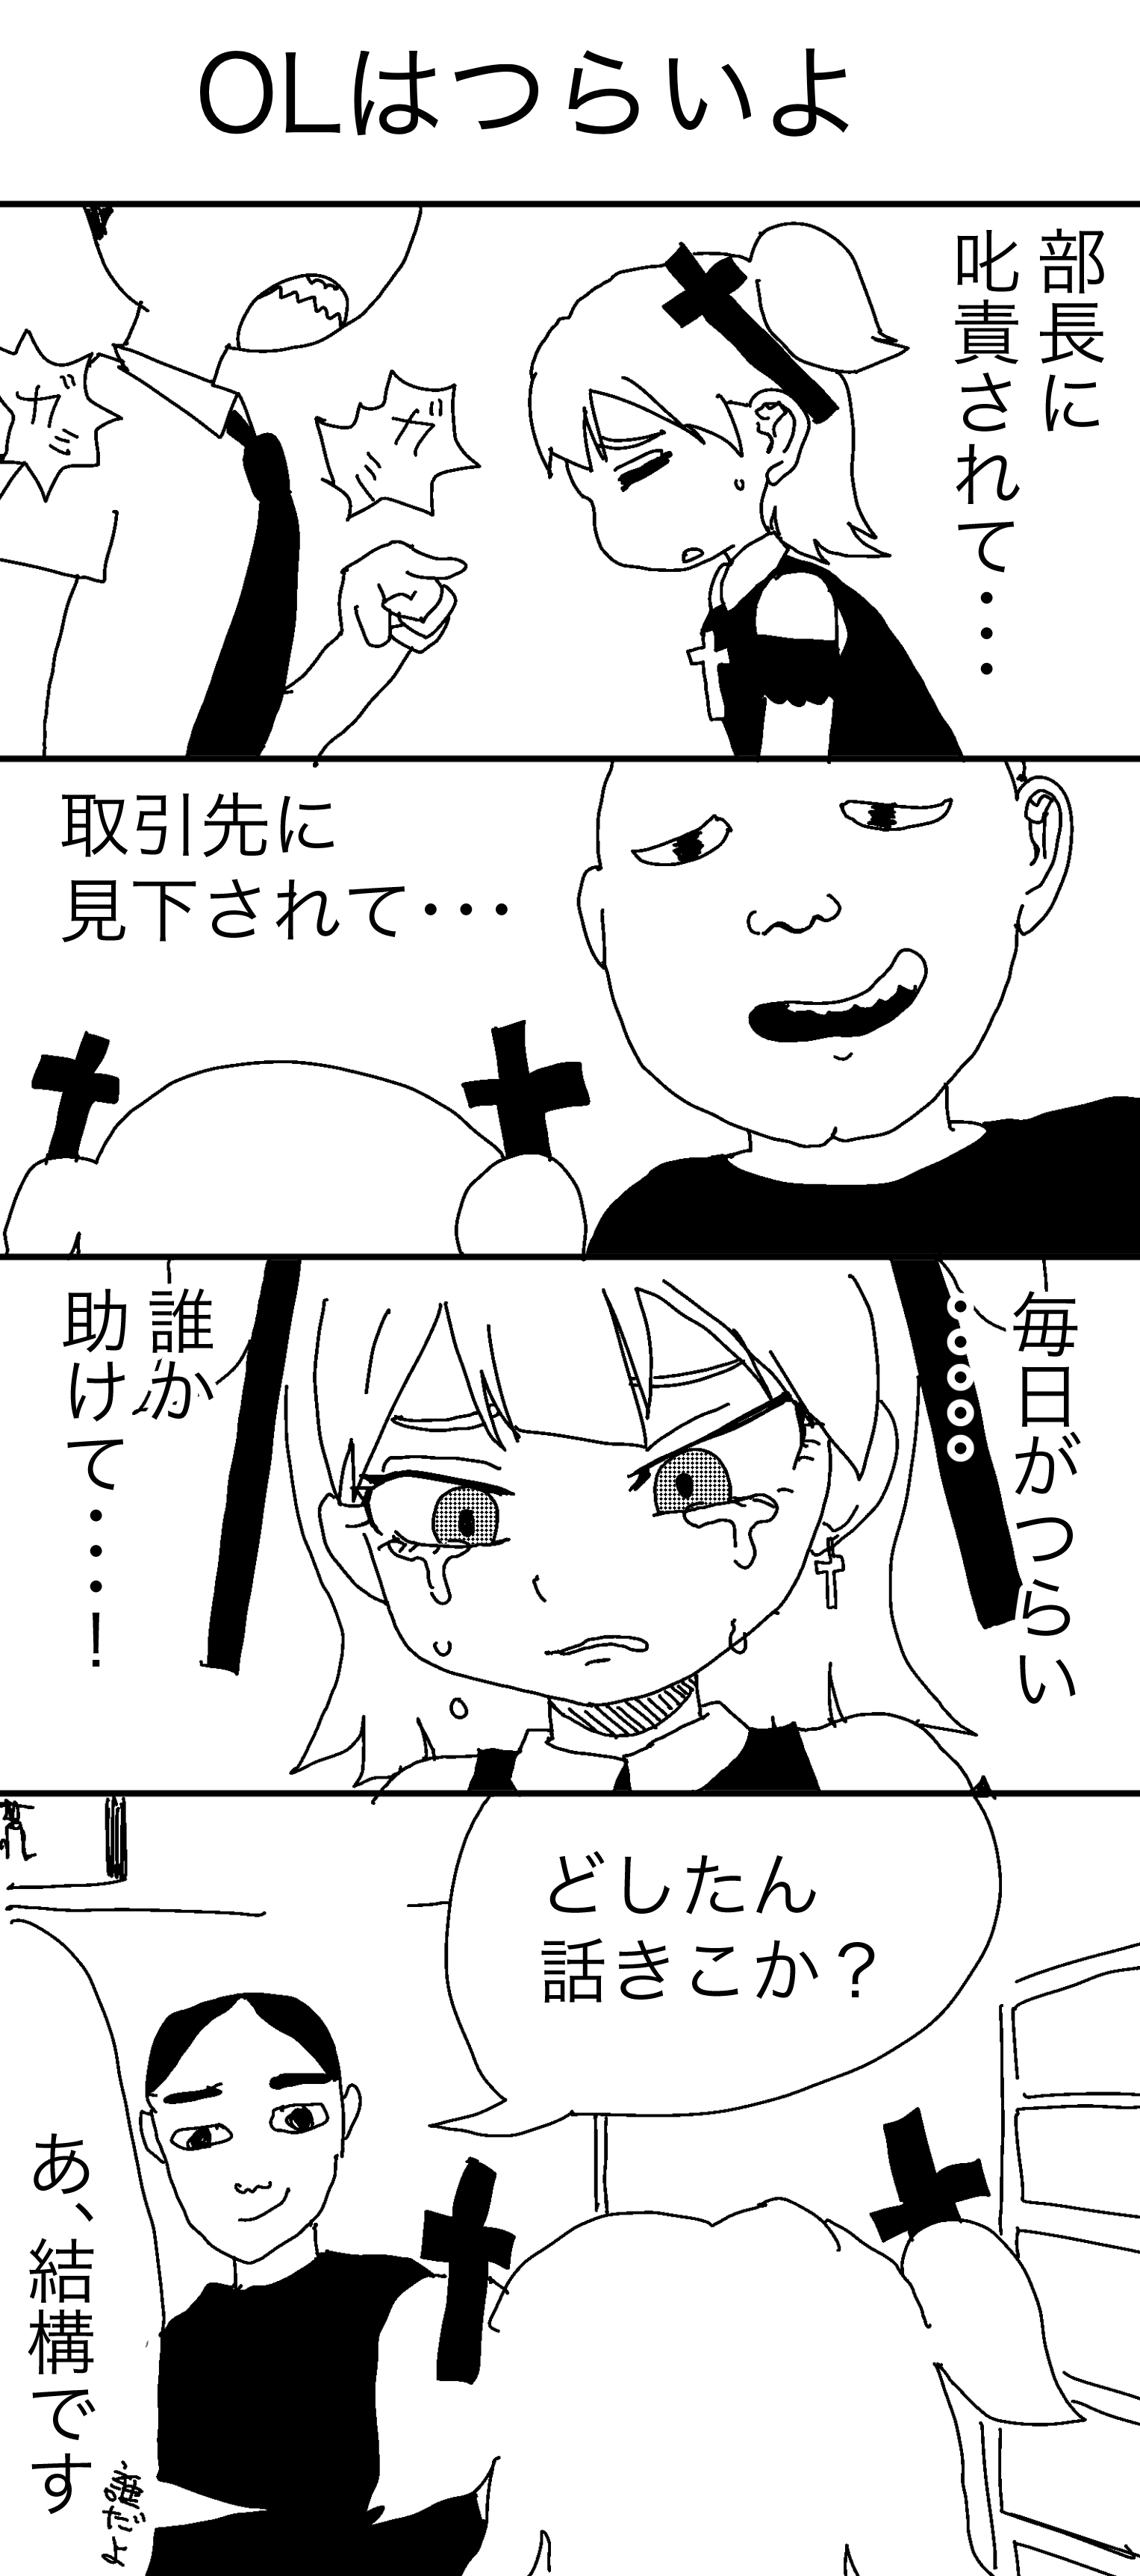 OLはつらいよ
部長に
叱責されて・・・
ガミ
ガミ
取引先に
見下されて・・・
毎日がつらい
・・・・・
誰か
助けて・・・！
どしたん
話きこか？
あ、結構です
誰だよ